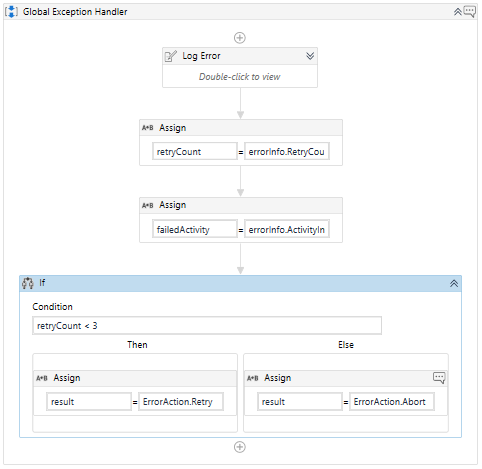 Global Exception Handler
Log Error
Double-click to view
A+B Assign
retryCount = errorInfo.RetryCou
A+B Assign
failedActivity = errorInfo.ActivityIn
If
Condition
retryCount < 3
Then Else
A+B Assign A+B Assign
result = ErrorAction.Retry result = ErrorAction.Abort